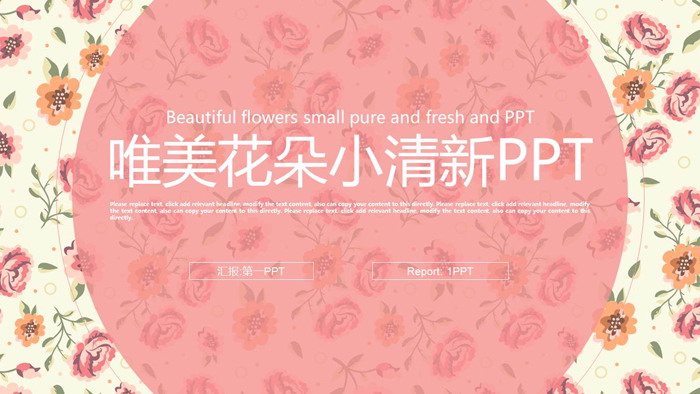 Beautiful flowers small pure and fresh and PPT
唯美花朵小清新PPT
Please replace text, click add relevant headline, modify the text content, also can copy your content to this directly. Please replace text, click add relevant headline, modify
the text content, also can copy your content to this directly. Please replace text, click add relevant headline, modify the text content, also can copy your content to this
directly.
汇报:第一PPT
Report: 1PPT